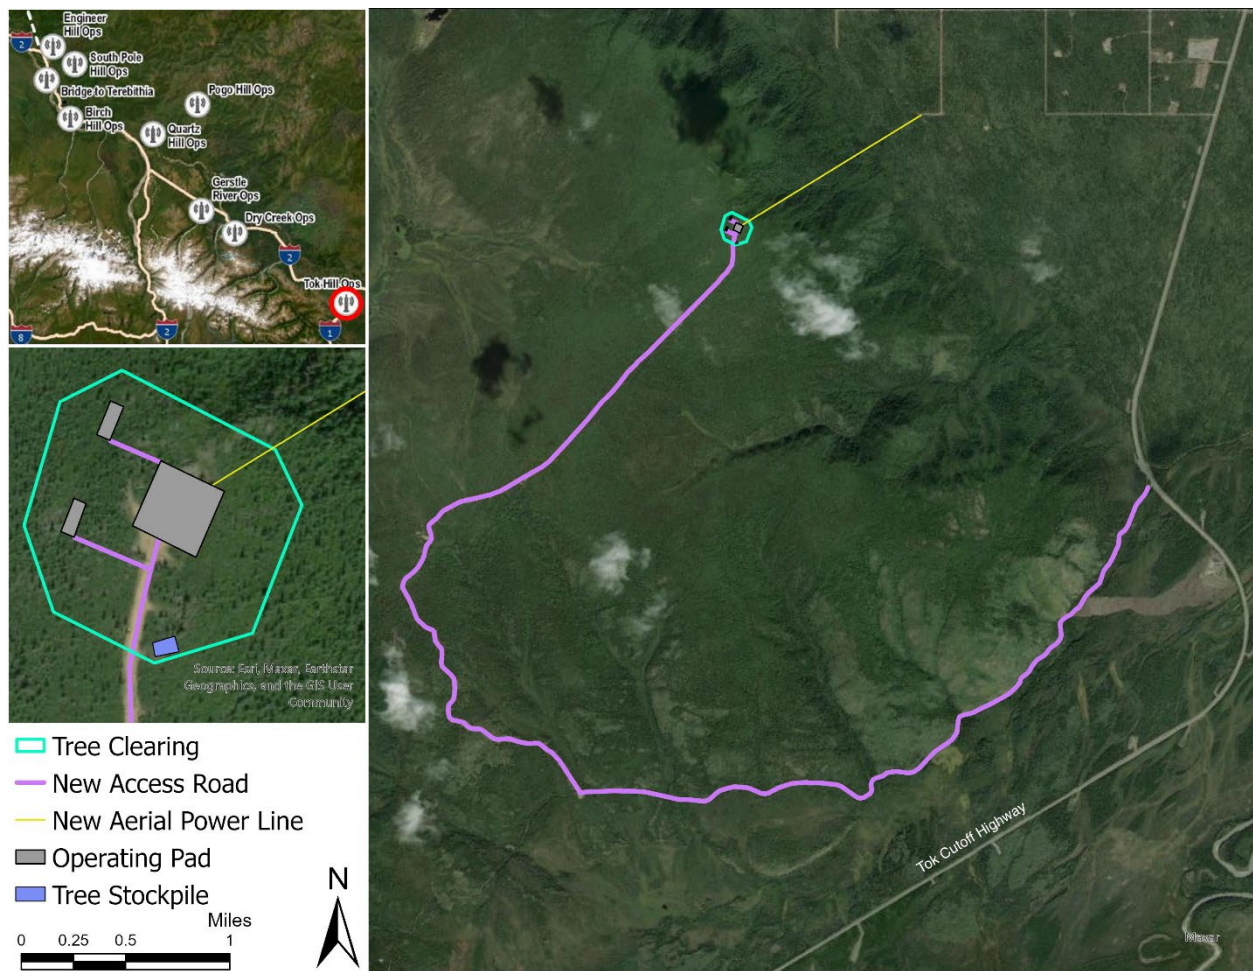 Engineer
Hill Ops
2
South Pole
Hill Ops
Bridge to Terebithia
Pogo Hill Ops
Birch
Hill Ops
Quartz
Hill Ops
Gerstle
River Ops
Dry Creek Ops
2
Tok Hill Ops
8
2
1
Source: Esri, Maxar, Earthstar
Geographics, and the GIS User
Community
Tree Clearing
New Access Road
New Aerial Power Line
Operating Pad
Tree Stockpile
N
Miles
0 0.25 0.5 1
Tok Cutoff Highway
Maxar